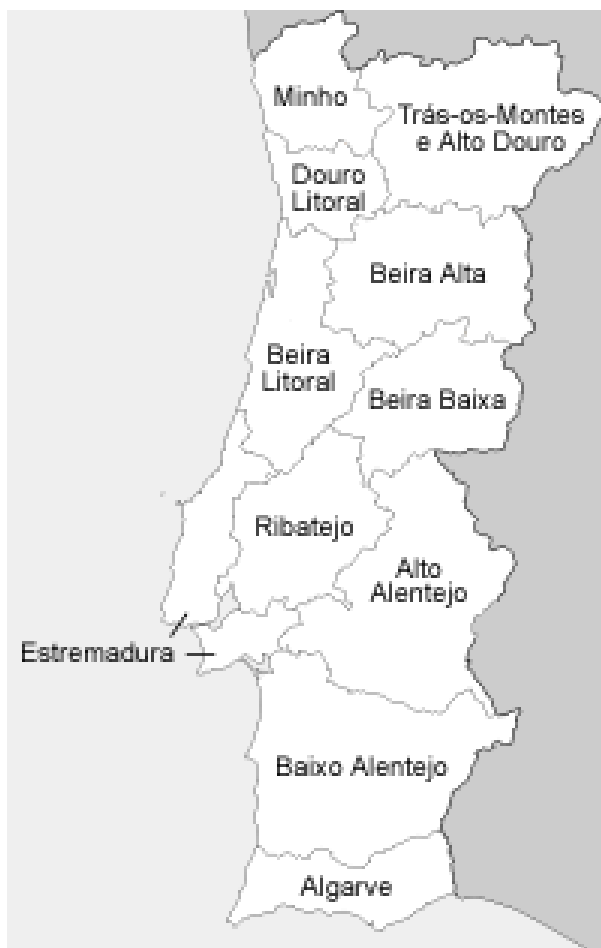 Minho
Trás-os-Montes
e Alto Douro
Douro
Litoral
Beira Alta
Beira
Litoral
Beira Baixa
Ribatejo
Alto
Alentejo
Estremadura
Baixo Alentejo
Algarve